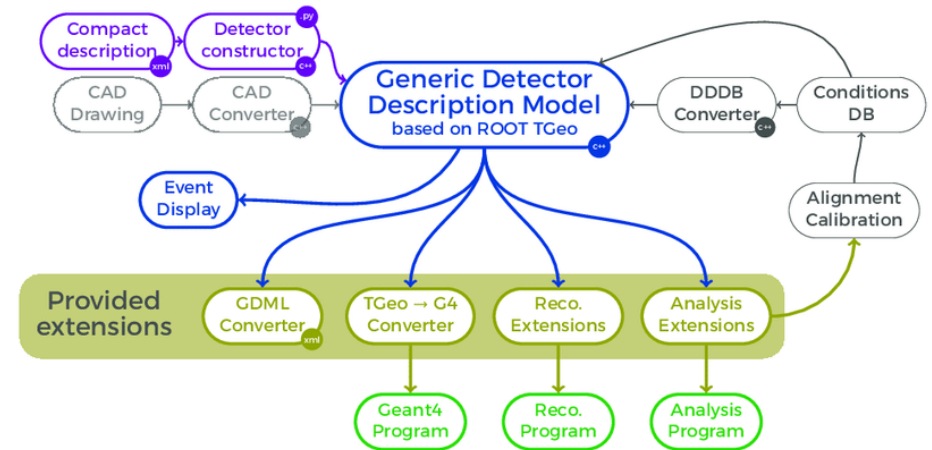 Compact
description
xml
Detector
constructor
.py
c++
CAD
Drawing
CAD
Converter
c++
Generic Detector
Description Model
based on ROOT TGeo
c++
DDDB
Converter
c++
Conditions
DB
Event
Display
Alignment
Calibration
Provided
extensions
GDML
Converter
xml
TGeo → G4
Converter
Reco.
Extensions
Analysis
Extensions
Geant4
Program
Reco.
Program
Analysis
Program